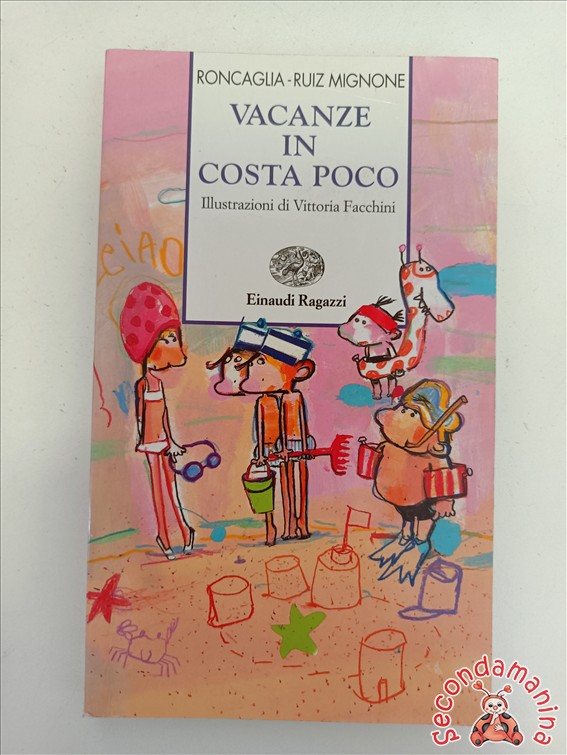 RONCAGLIA - RUIZ MIGNONE
VACANZE
IN
COSTA POCO
Illustrazioni di Vittoria Facchini
Einaudi Ragazzi
CiAO
Secondamanina